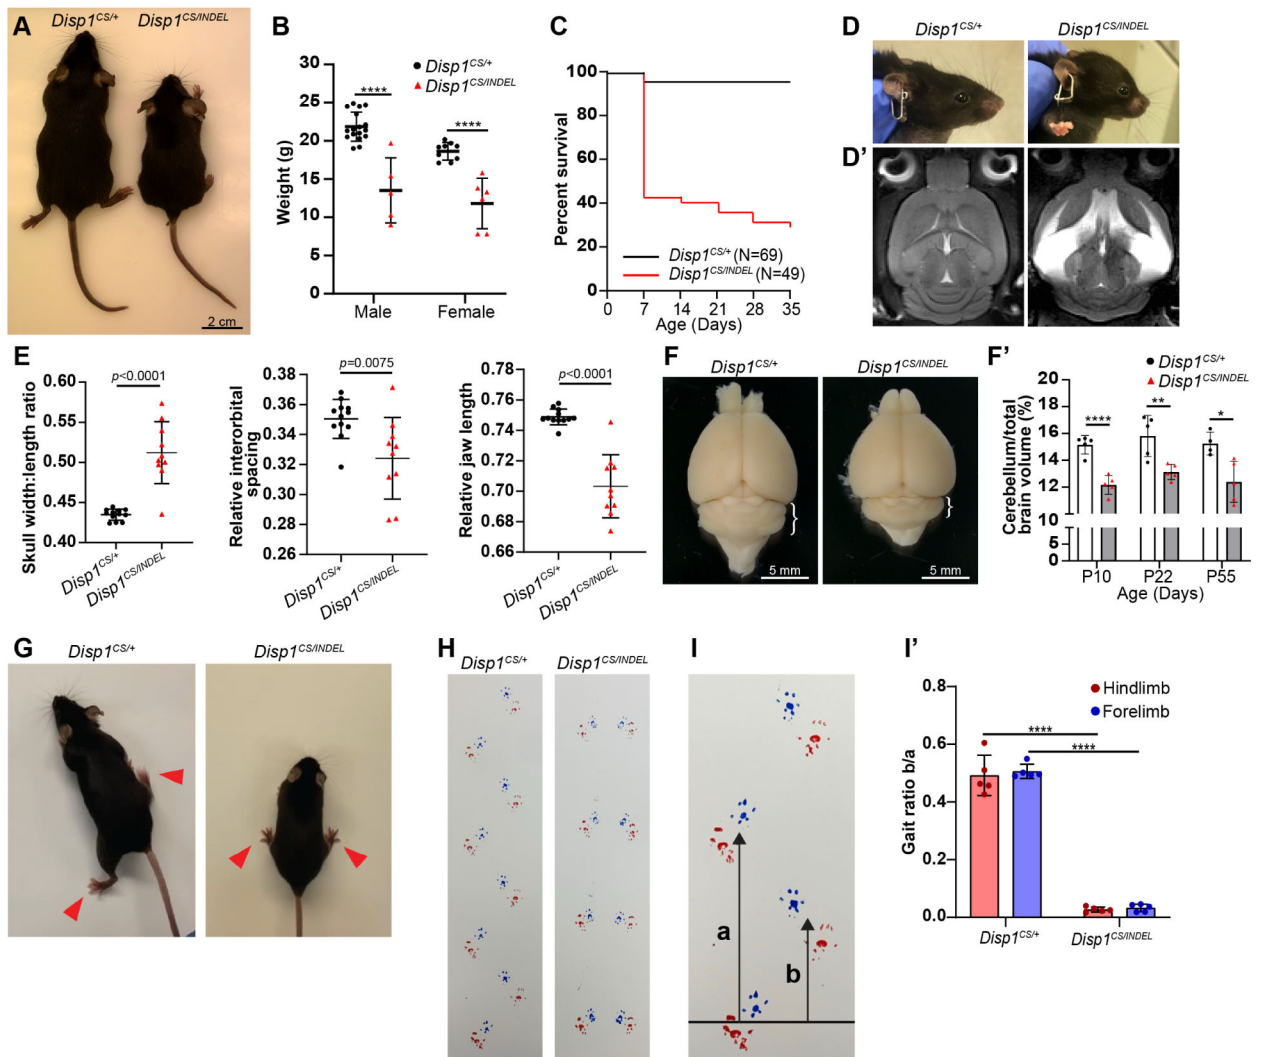 A
Disp1CS/+ Disp1CS/INDEL
2 cm
B
Disp1CS/+
Disp1CS/INDEL
****
****
30
25
20
15
10
5
0
Weight (g)
Male Female
C
100
80
60
40
20
0
Percent survival
Disp1CS/+ (N=69)
Disp1CS/INDEL (N=49)
0 7 14 21 28 35
Age (Days)
D
Disp1CS/+ Disp1CS/INDEL
D'
E
p<0.0001
0.60
0.55
0.50
0.45
0.40
Skull width:length ratio
Disp1CS/+
Disp1CS/INDEL
p=0.0075
0.38
0.36
0.34
0.32
0.30
0.28
0.26
Relative interorbital
spacing
Disp1CS/+
Disp1CS/INDEL
p<0.0001
0.78
0.76
0.74
0.72
0.70
0.68
0.66
Relative jaw length
Disp1CS/+
Disp1CS/INDEL
F
Disp1CS/+ Disp1CS/INDEL
}
}
5 mm 5 mm
F'
Disp1CS/+
Disp1CS/INDEL
****
**
*
20
18
16
14
12
10
10
5
0
Cerebellum/total
brain volume (%)
P10 P22 P55
Age (Days)
G
Disp1CS/+ Disp1CS/INDEL
H
Disp1CS/+ Disp1CS/INDEL
I
a
b
I'
Hindlimb
Forelimb
****
****
0.8
0.6
0.4
0.2
0.0
Gait ratio b/a
Disp1CS/+ Disp1CS/INDEL